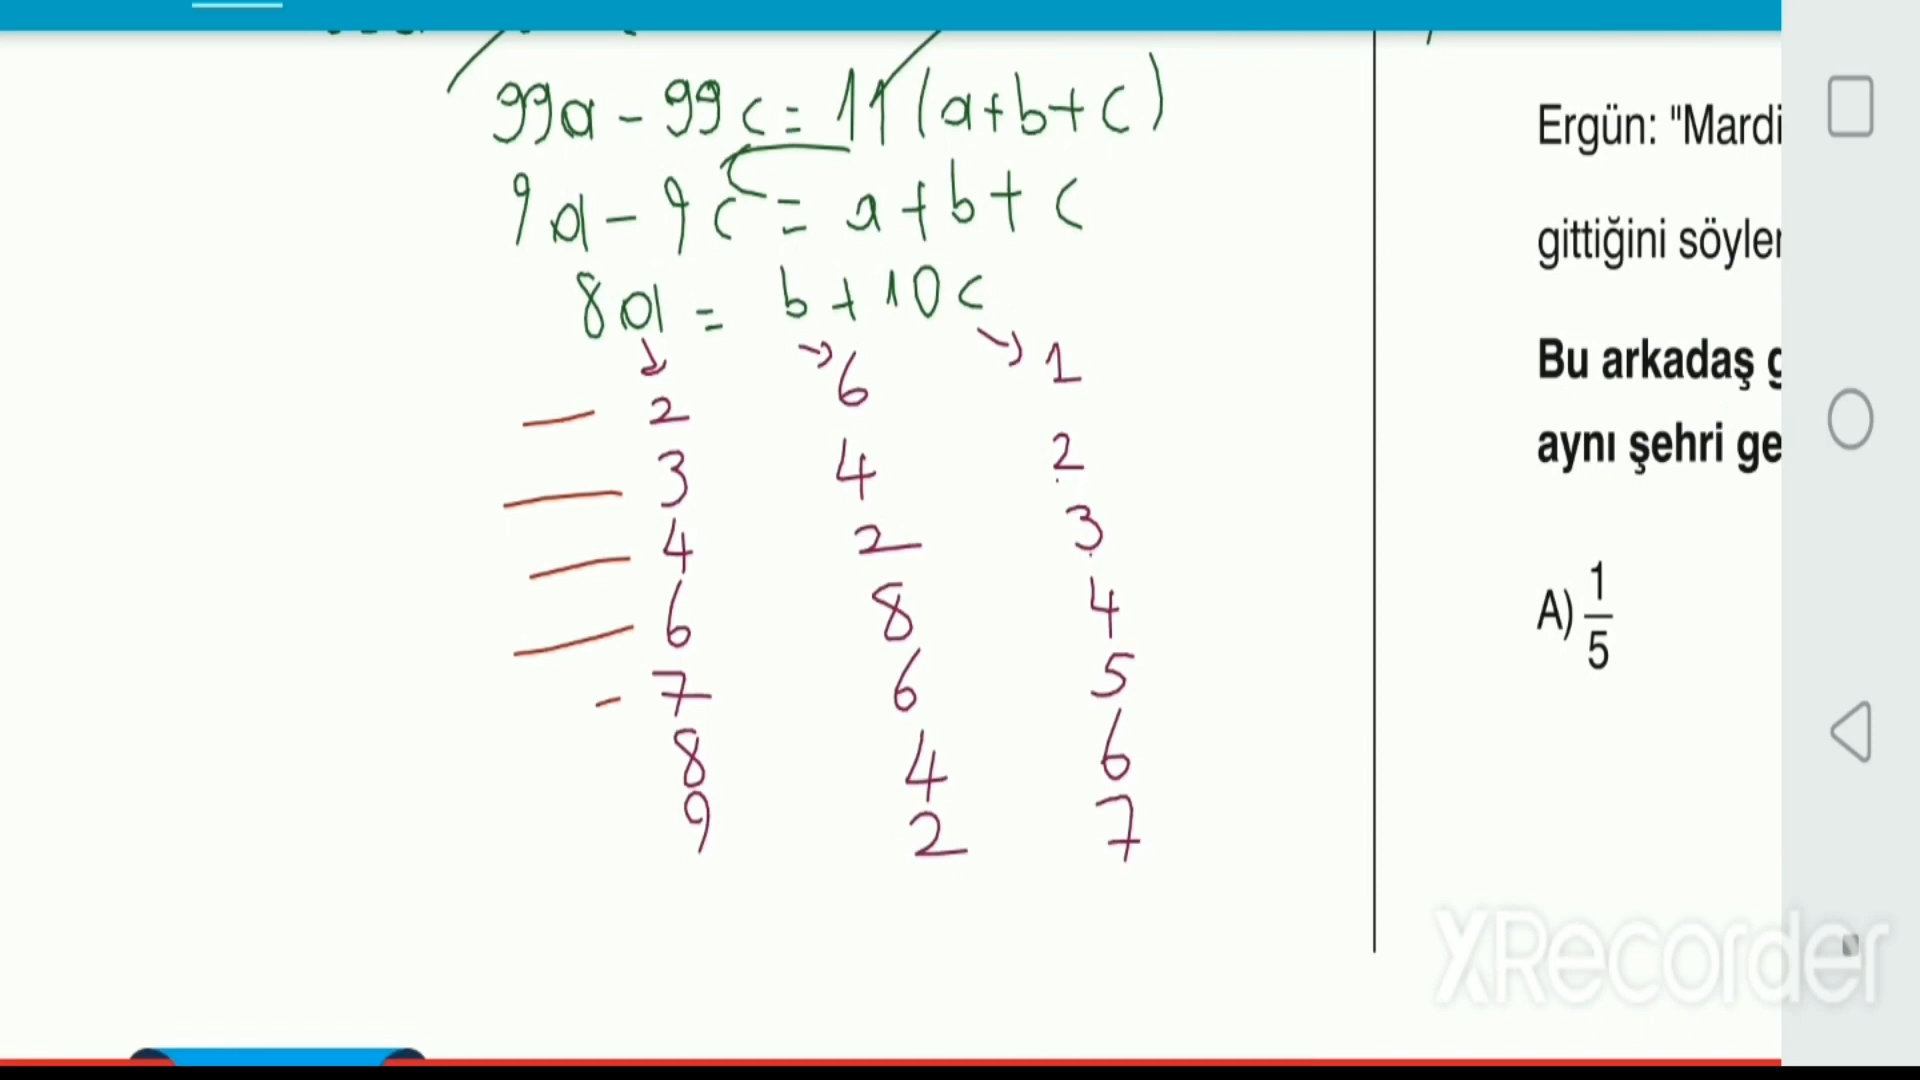 99a - 99c = 11(a+b+c)
9a - 9c = a+b+c
8a = b + 10c
2 6 1
3 4 2
4 2 3
6 8 4
7 6 5
8 4 6
9 2 7
Ergün: "Mardi
gittiğini söyler
Bu arkadaş g
aynı şehri ge
A) 1/5
XRecorder